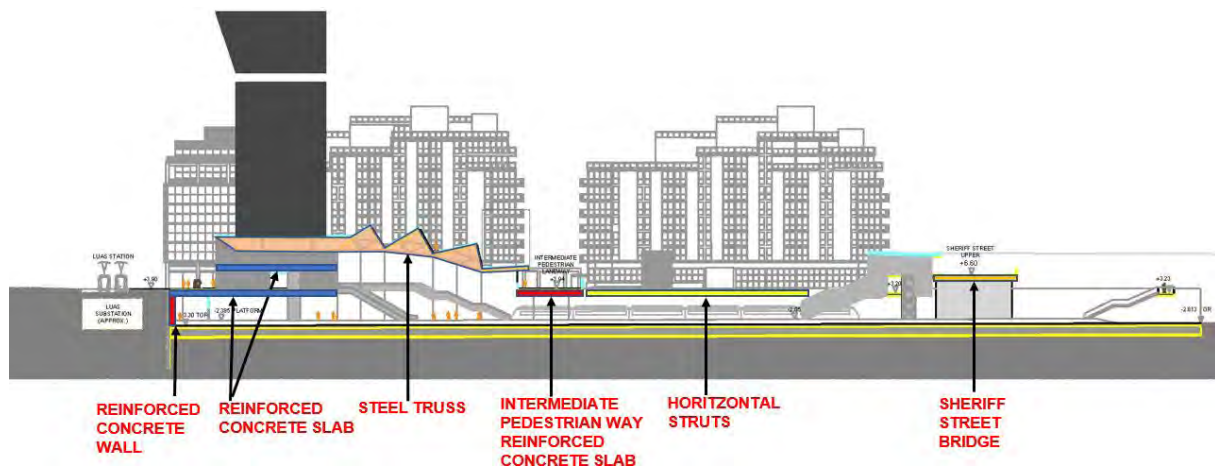 LUAS STATION
+3.90
LUAS
SUBSTATION
(APPROX.)
INTERMEDIATE
PEDESTRIAN
LANDWAY
SHERIFF STREET
UPPER
+6.60
+3.23
REINFORCED
CONCRETE
WALL
REINFORCED
CONCRETE SLAB
STEEL TRUSS
INTERMEDIATE
PEDESTRIAN WAY
REINFORCED
CONCRETE SLAB
HORITZONTAL
STRUTS
SHERIFF
STREET
BRIDGE